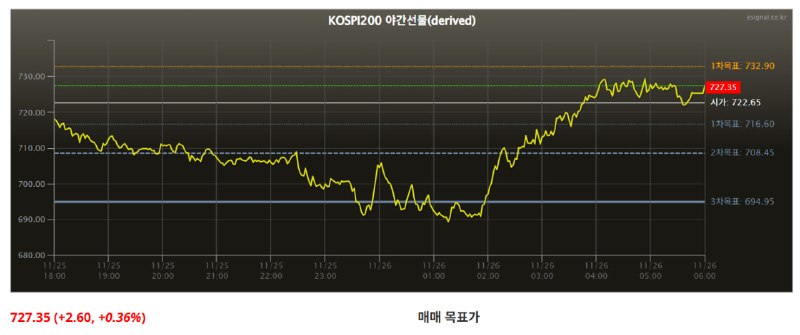 KOSPI200 야간선물(derived)
esignal.co.kr
730.00
720.00
710.00
700.00
690.00
680.00
1차목표: 732.90
727.35
시가: 722.65
1차목표: 716.60
2차목표: 708.45
3차목표: 694.95
11/25 18:00
11/25 19:00
11/25 20:00
11/25 21:00
11/25 22:00
11/25 23:00
11/26 00:00
11/26 01:00
11/26 02:00
11/26 03:00
11/26 04:00
11/26 05:00
11/26 06:00
727.35 (+2.60, +0.36%)
매매 목표가